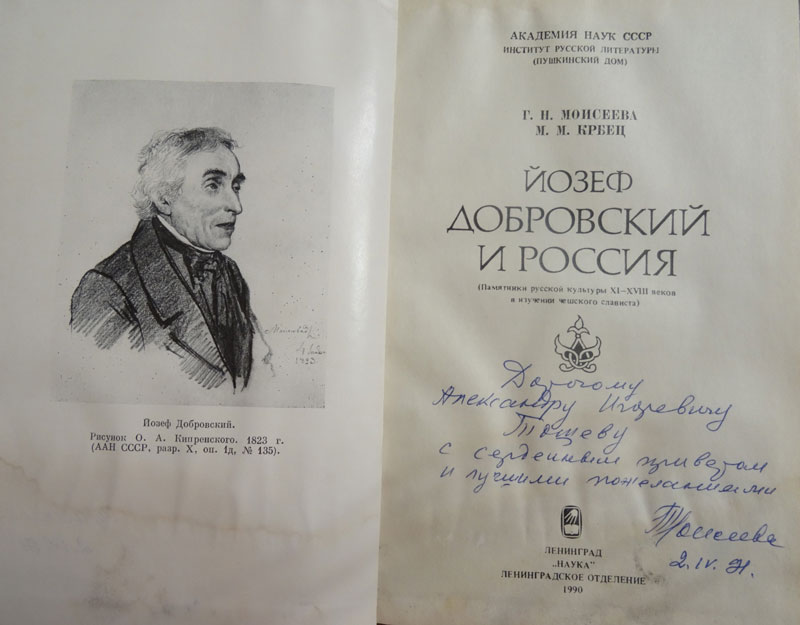 Йозеф Добровский.
Рисунок О. А. Кипренского. 1823 г.
(ААН СССР, разр. X, оп. 1д, № 135).
АКАДЕМИЯ НАУК СССР
ИНСТИТУТ РУССКОЙ ЛИТЕРАТУРЫ
(ПУШКИНСКИЙ ДОМ)
Г. Н. МОИСЕЕВА
М. М. КРБЕЦ
ЙОЗЕФ
ДОБРОВСКИЙ
И РОССИЯ
(Памятники русской культуры XI—XVIII веков
в изучении чешского слависта)
Дорогому
Александру Игоревичу
с сердечным приветом
и лучшими пожеланиями
Моисеева
2. IV. 91.
ЛЕНИНГРАД
„НАУКА"
ЛЕНИНГРАДСКОЕ ОТДЕЛЕНИЕ
1990